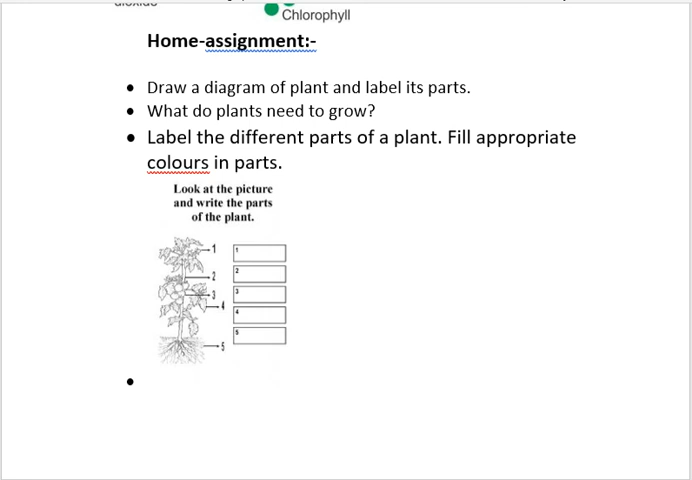 Chlorophyll
Home-assignment:-
Draw a diagram of plant and label its parts.
What do plants need to grow?
Label the different parts of a plant. Fill appropriate
colours in parts.
Look at the picture
and write the parts
of the plant.
1
2
3
4
5
1
2
3
4
5